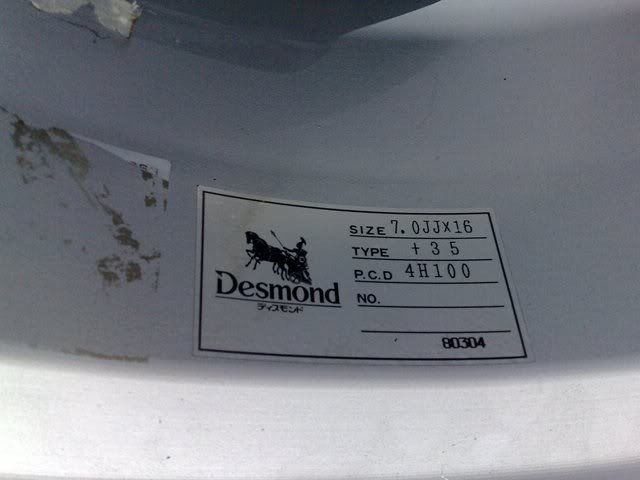 SIZE 7.0JJX16
TYPE +35
P.C.D 4H100
NO.
Desmond
ディスモンド
80304